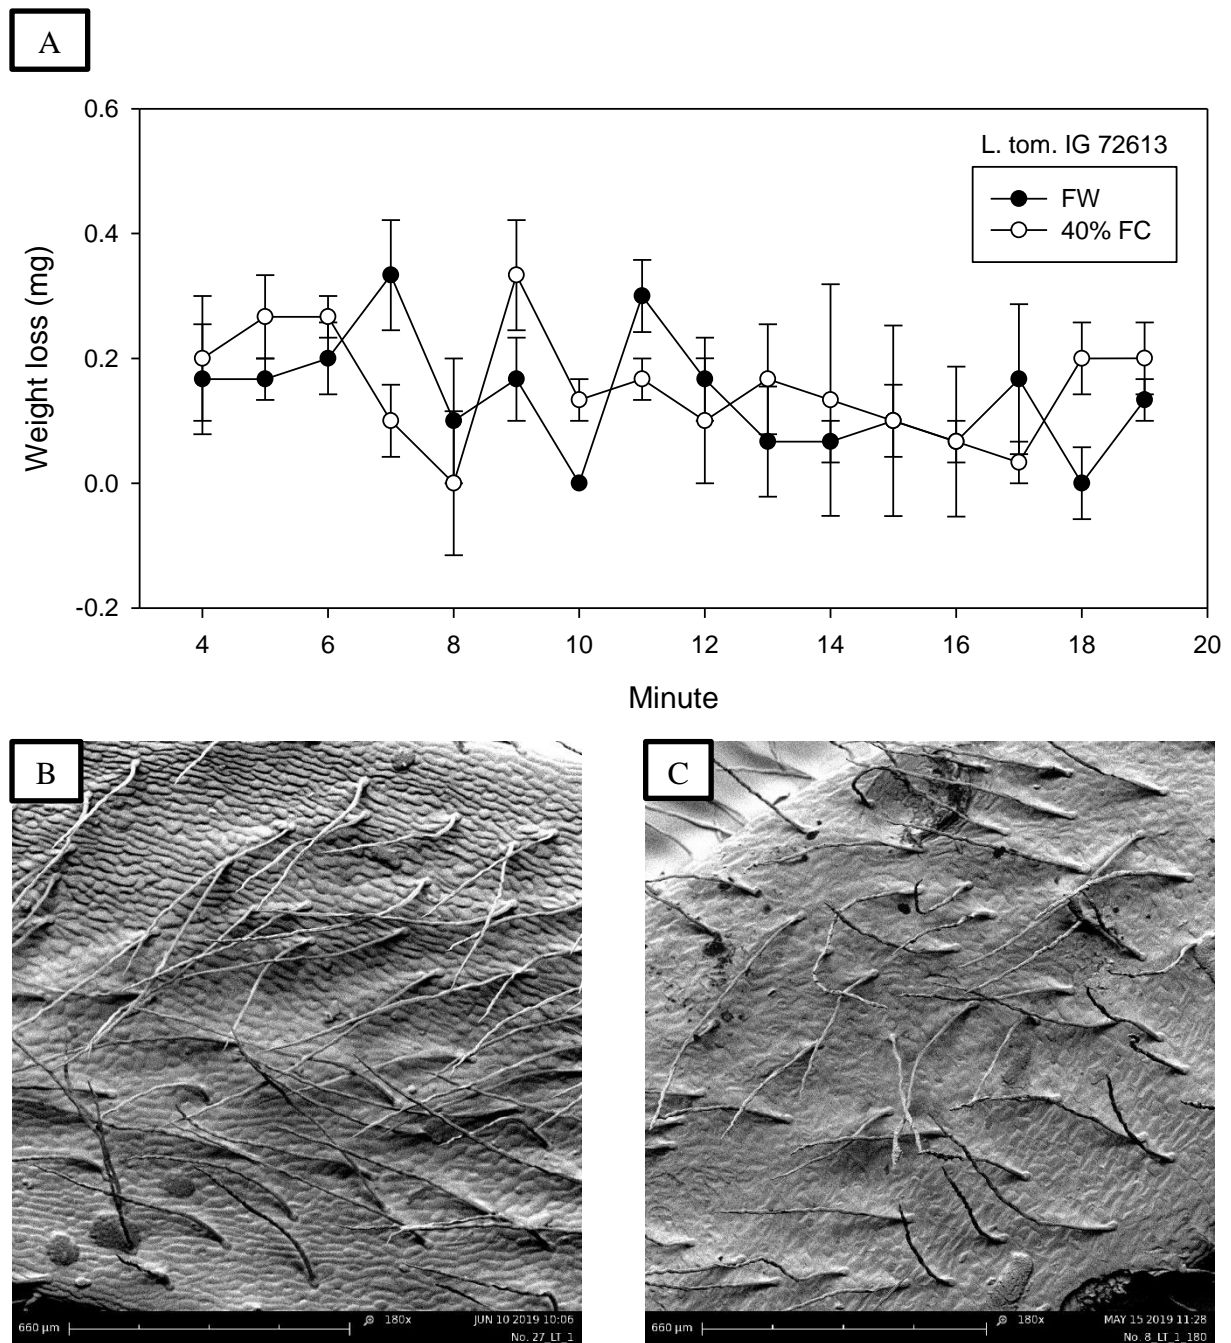 A
0.6
0.4
0.2
0.0
-0.2
Weight loss (mg)
L. tom. IG 72613
FW
40% FC
4 6 8 10 12 14 16 18 20
Minute
B
C
660 µm
180x
JUN 10 2019 10:06
No. 27_LT_1
660 µm
180x
MAY 15 2019 11:28
No. 8_LT_1_180